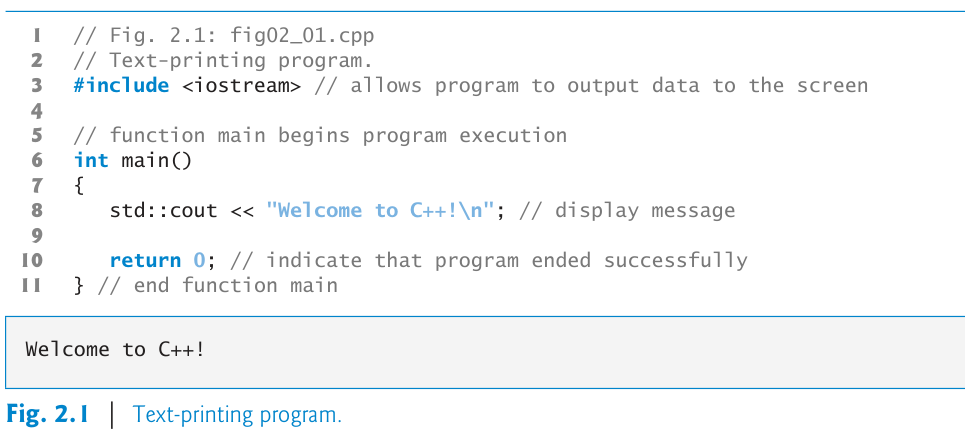 1 // Fig. 2.1: fig02_01.cpp
2 // Text-printing program.
3 #include <iostream> // allows program to output data to the screen
4
5 // function main begins program execution
6 int main()
7 {
8    std::cout << "Welcome to C++!\n"; // display message
9
10    return 0; // indicate that program ended successfully
11 } // end function main
Welcome to C++!
Fig. 2.1 | Text-printing program.